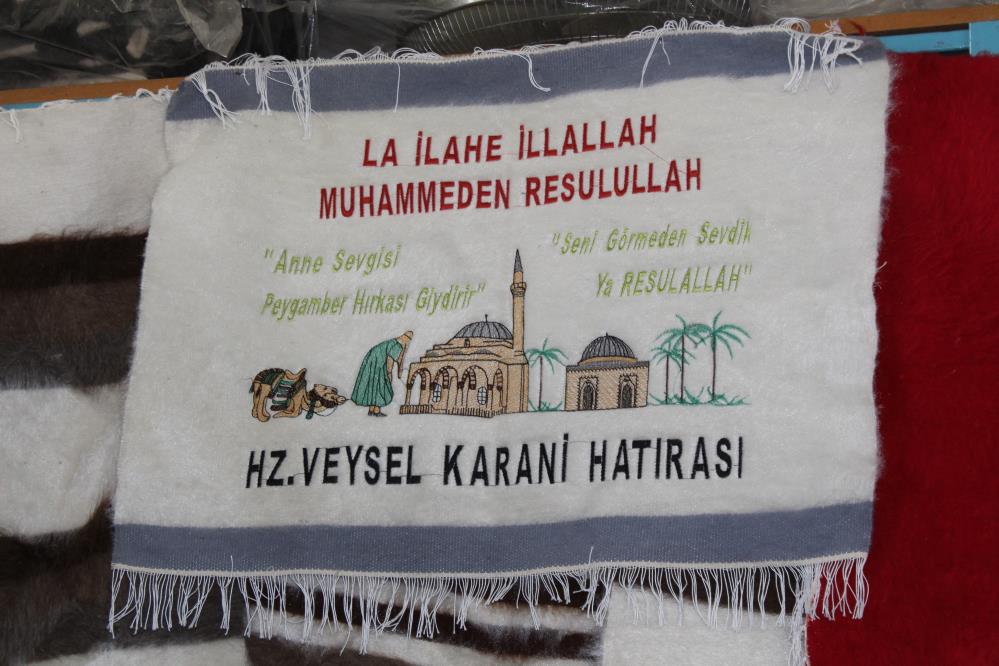 LA İLAHE İLLALLAH
MUHAMMEDEN RESULULLAH
"Anne Sevgisi
Peygamber Hırkası Giydirir"
"Seni Görmeden Sevdik
Ya RESULALLAH"
HZ.VEYSEL KARANİ HATIRASI